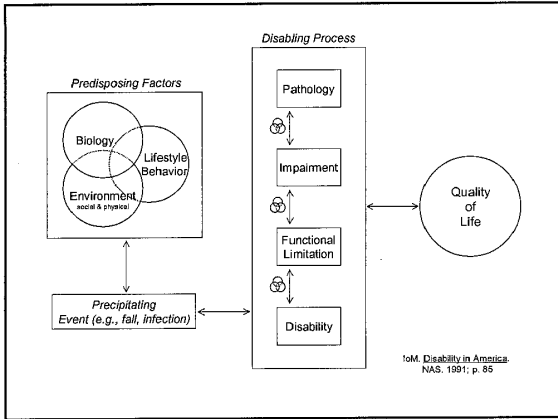 Disabling Process
Predisposing Factors
Biology
Lifestyle
Behavior
Environment
social & physical
Precipitating
Event (e.g., fall, infection)
Pathology
Impairment
Functional
Limitation
Disability
Quality
of
Life
IoM. Disability in America.
NAS. 1991; p. 85